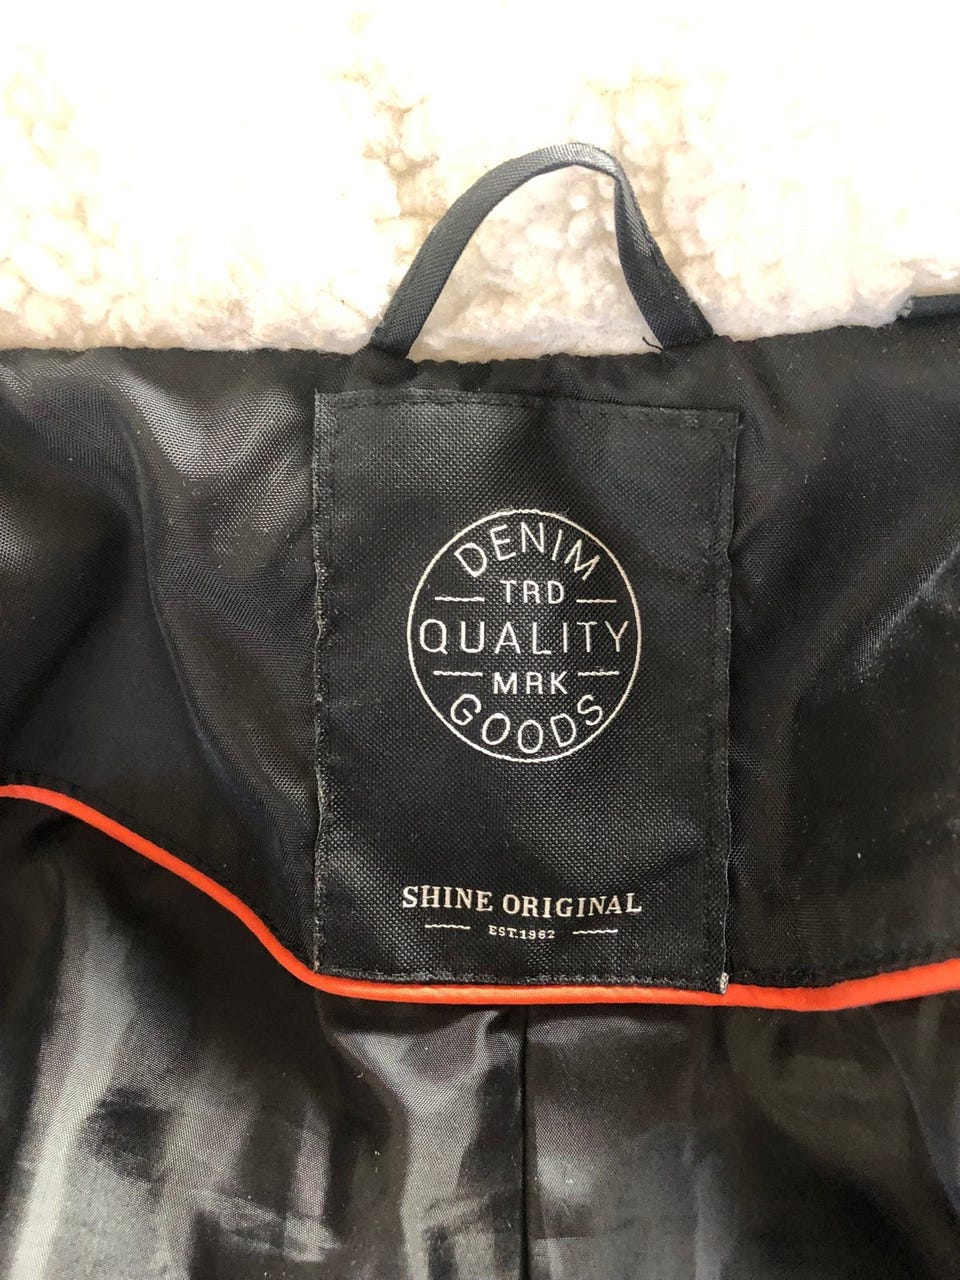 DENIM
TRD
QUALITY
MRK
GOODS
SHINE ORIGINAL
EST.1962